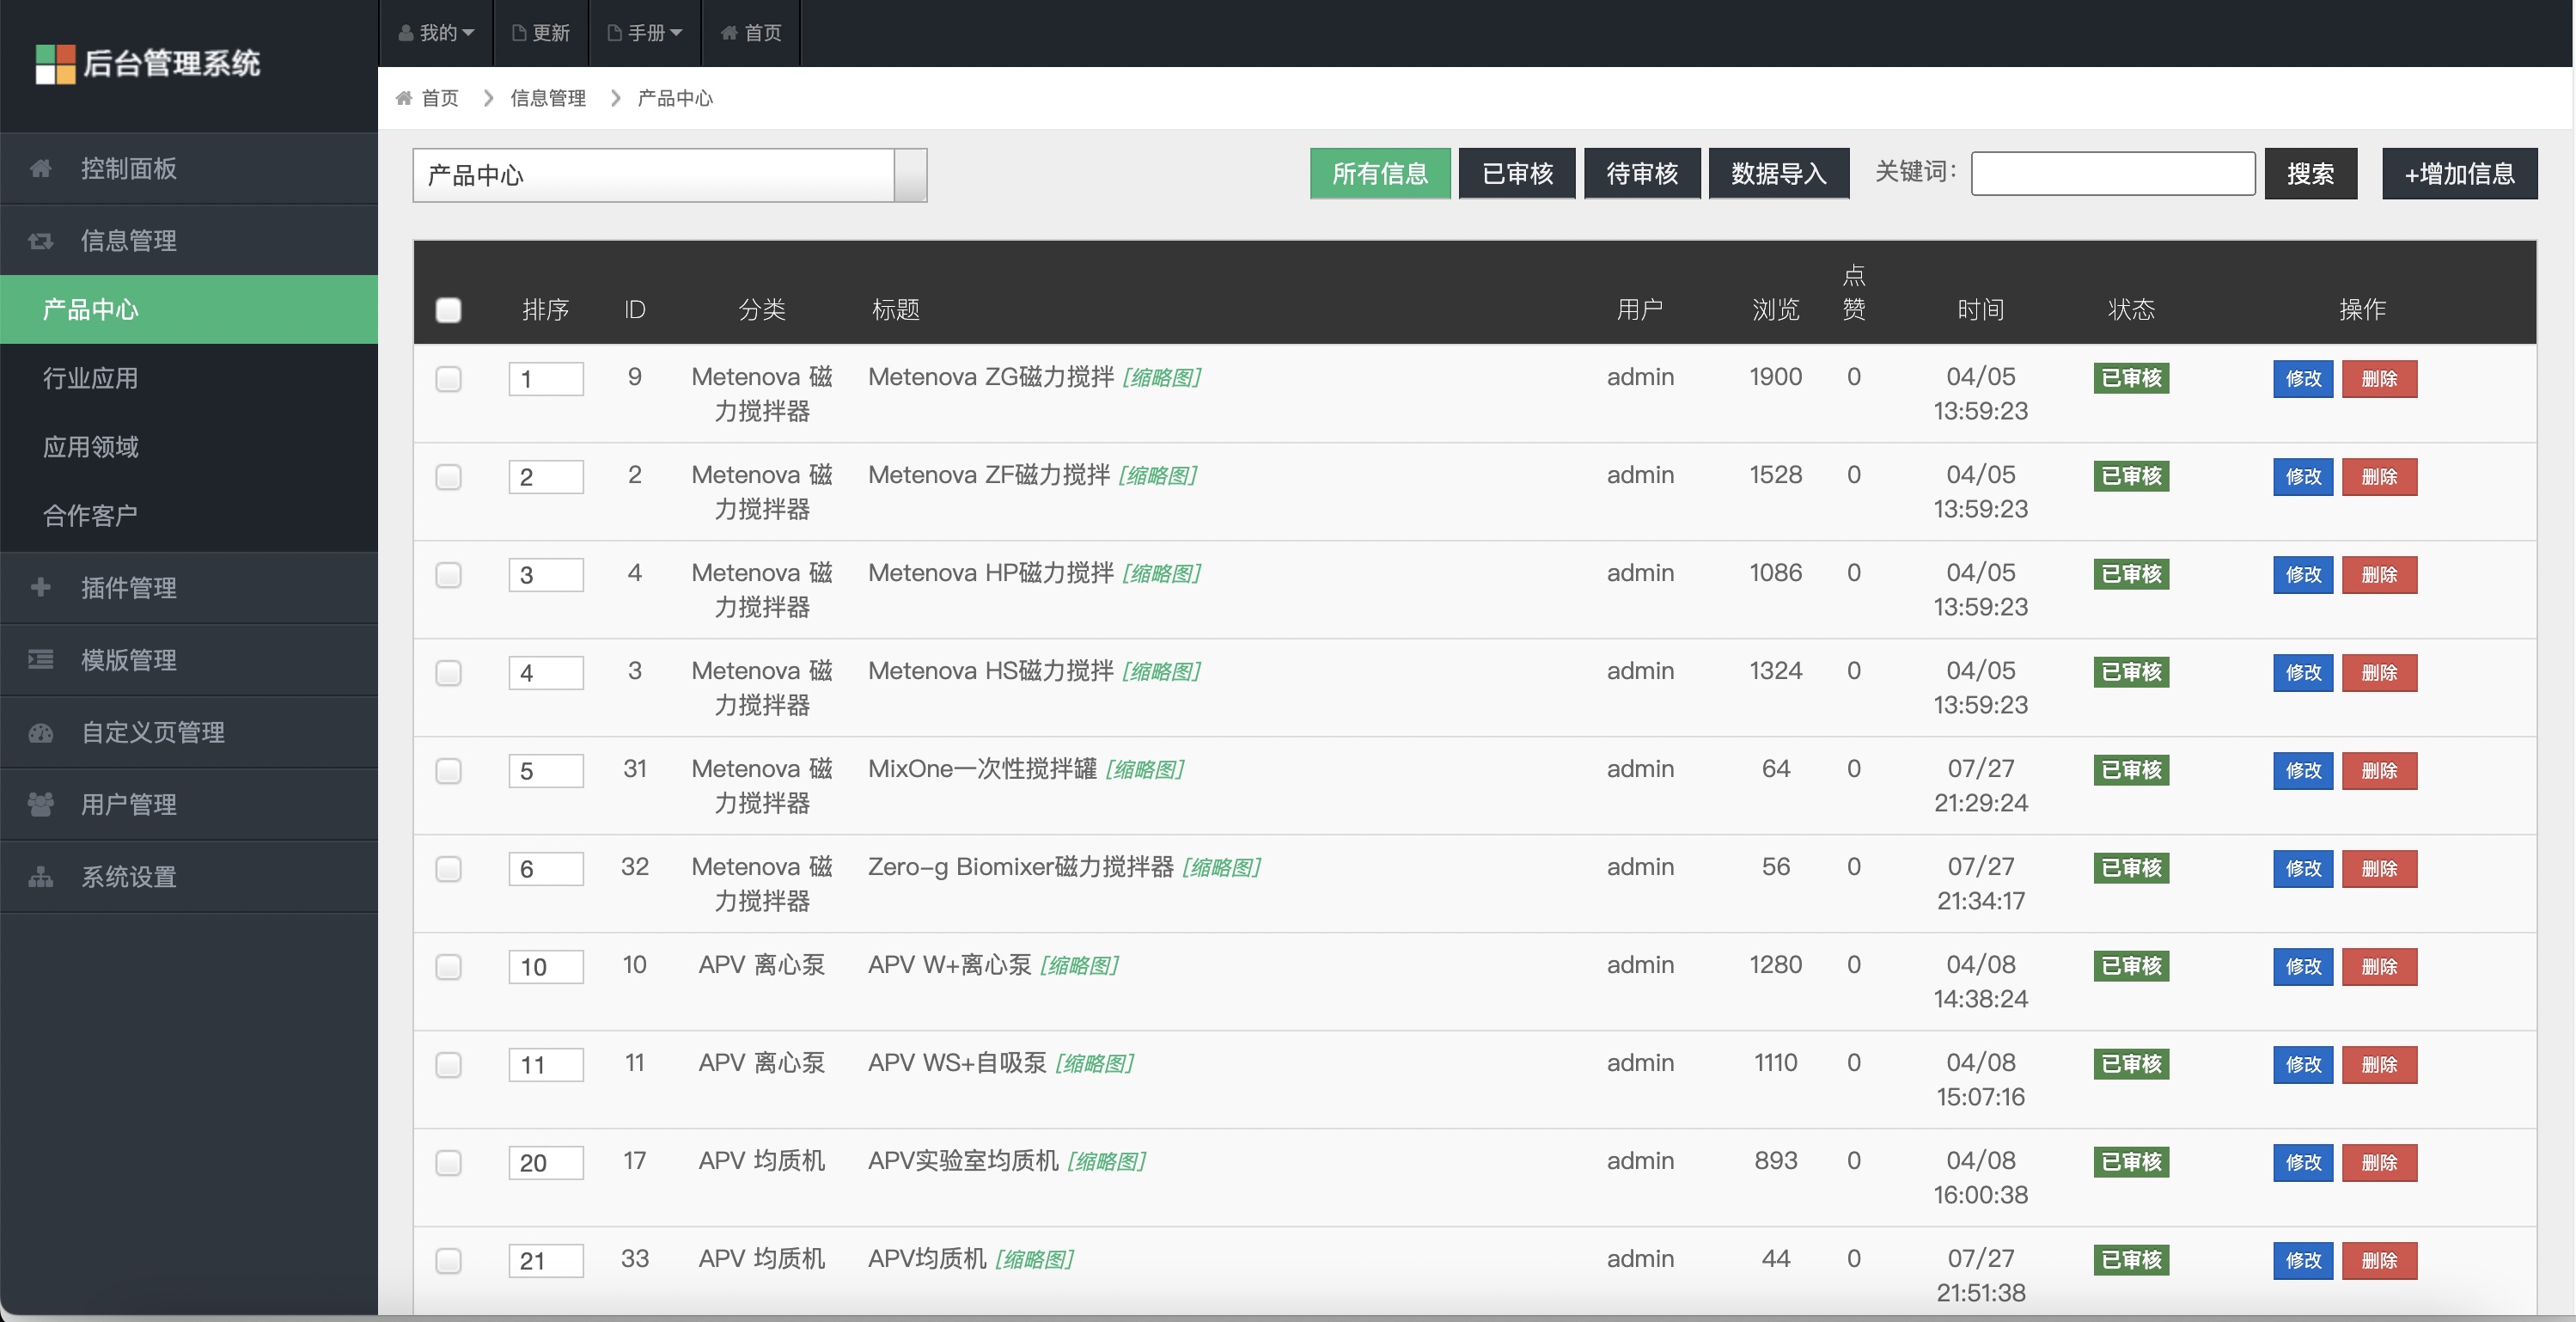 后台管理系统
我的 更新 手册 首页
首页 信息管理 产品中心
控制面板
信息管理
产品中心
行业应用
应用领域
合作客户
插件管理
模版管理
自定义页管理
用户管理
系统设置
产品中心 所有信息 已审核 待审核 数据导入 关键词： 搜索 +增加信息
排序 ID 分类 标题 用户 浏览 点赞 时间 状态 操作
1 9 Metenova 磁 Metenova ZG磁力搅拌 [缩略图] admin 1900 0 04/05 已审核 修改 删除
力搅拌器 13:59:23
2 2 Metenova 磁 Metenova ZF磁力搅拌 [缩略图] admin 1528 0 04/05 已审核 修改 删除
力搅拌器 13:59:23
3 4 Metenova 磁 Metenova HP磁力搅拌 [缩略图] admin 1086 0 04/05 已审核 修改 删除
力搅拌器 13:59:23
4 3 Metenova 磁 Metenova HS磁力搅拌 [缩略图] admin 1324 0 04/05 已审核 修改 删除
力搅拌器 13:59:23
5 31 Metenova 磁 MixOne一次性搅拌罐 [缩略图] admin 64 0 07/27 已审核 修改 删除
力搅拌器 21:29:24
6 32 Metenova 磁 Zero-g Biomixer磁力搅拌器 [缩略图] admin 56 0 07/27 已审核 修改 删除
力搅拌器 21:34:17
10 10 APV 离心泵 APV W+离心泵 [缩略图] admin 1280 0 04/08 已审核 修改 删除
14:38:24
11 11 APV 离心泵 APV WS+自吸泵 [缩略图] admin 1110 0 04/08 已审核 修改 删除
15:07:16
20 17 APV 均质机 APV实验室均质机 [缩略图] admin 893 0 04/08 已审核 修改 删除
16:00:38
21 33 APV 均质机 APV均质机 [缩略图] admin 44 0 07/27 已审核 修改 删除
21:51:38